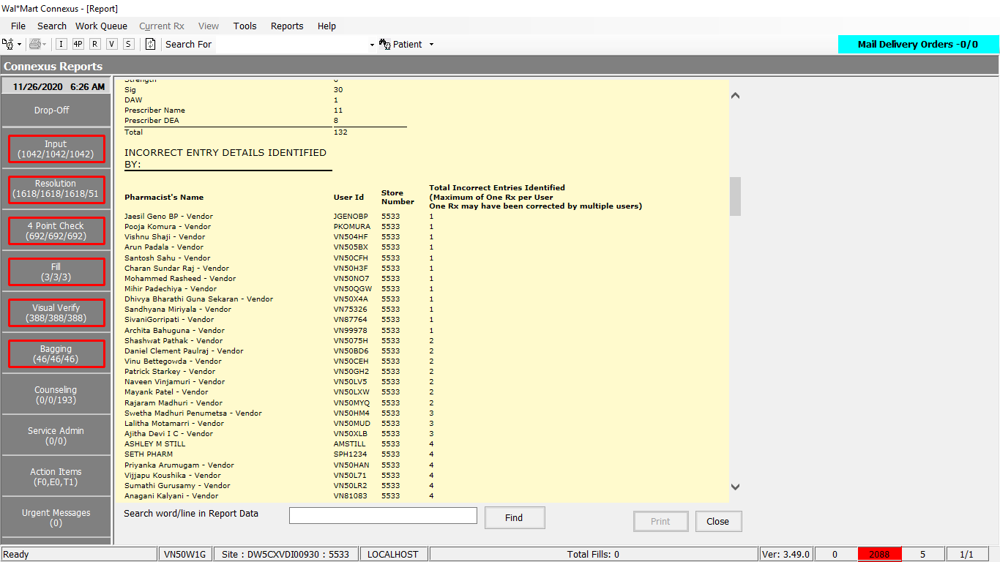 Wal*Mart Connexus - [Report]
File Search Work Queue Current Rx View Tools Reports Help
I 4P R V S Search For Patient Mail Delivery Orders -0/0
Connexus Reports
11/26/2020 6:26 AM
Drop-Off
Input
(1042/1042/1042)
Resolution
(1618/1618/1618/51
4 Point Check
(692/692/692)
Fill
(3/3/3)
Visual Verify
(388/388/388)
Bagging
(46/46/46)
Counseling
(0/0/193)
Service Admin
(0/0)
Action Items
(F0,E0,T1)
Urgent Messages
(0)
Strength 0
Sig 30
DAW 1
Prescriber Name 11
Prescriber DEA 8
Total 132
INCORRECT ENTRY DETAILS IDENTIFIED
BY:
Pharmacist's Name User Id Store Number Total Incorrect Entries Identified
(Maximum of One Rx per User
One Rx may have been corrected by multiple users)
Jaesil Geno BP - Vendor JGENOBP 5533 1
Pooja Komura - Vendor PKOMURA 5533 1
Vishnu Shaji - Vendor VN504HF 5533 1
Arun Padala - Vendor VN505BX 5533 1
Santosh Sahu - Vendor VN50CFH 5533 1
Charan Sundar Raj - Vendor VN50H3F 5533 1
Mohammed Rasheed - Vendor VN50NO7 5533 1
Mihir Padechiya - Vendor VN50QGW 5533 1
Dhivya Bharathi Guna Sekaran - Vendor VN50X4A 5533 1
Sandhyana Miriyala - Vendor VN75326 5533 1
SivaniGorripati - Vendor VN87764 5533 1
Archita Bahuguna - Vendor VN99978 5533 1
Shashwat Pathak - Vendor VN5075H 5533 2
Daniel Clement Paulraj - Vendor VN50BD6 5533 2
Vinu Bettegowda - Vendor VN50CEH 5533 2
Patrick Starkey - Vendor VN50GH2 5533 2
Naveen Vinjamuri - Vendor VN50LV5 5533 2
Mayank Patel - Vendor VN50LXW 5533 2
Rajaram Madhuri - Vendor VN50MYQ 5533 2
Swetha Madhuri Penumetsa - Vendor VN50HM4 5533 3
Lalitha Motamarri - Vendor VN50MUD 5533 3
Ajitha Devi I C - Vendor VN50XLB 5533 3
ASHLEY M STILL AMSTILL 5533 4
SETH PHARM SPH1234 5533 4
Priyanka Arumugam - Vendor VN50HAN 5533 4
Vijjapu Koushika - Vendor VN50L71 5533 4
Sumathi Gurusamy - Vendor VN50LR2 5533 4
Anagani Kalyani - Vendor VN81083 5533 4
Search word/line in Report Data Find Print Close
Ready VN50W1G Site : DW5CXVDI00930 : 5533 LOCALHOST Total Fills: 0 Ver: 3.49.0 0 2088 5 1/1